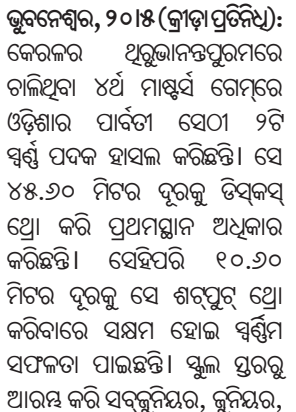 ଭୁବନେଶ୍ୱର, ୨୦।୫ (କ୍ରୀଡ଼ା ପ୍ରତିନିଧି):
କେରଳର ଥିରୁଭାନନ୍ତପୁରମରେ
ଚାଲିଥିବା ୪ର୍ଥ ମାଷ୍ଟର୍ସ ଗେମ୍‌ରେ
ଓଡ଼ିଶାର ପାର୍ବତୀ ସେଠୀ ୨ଟି
ସ୍ୱର୍ଣ୍ଣ ପଦକ ହାସଲ କରିଛନ୍ତି। ସେ
୪୫.୬୦ ମିଟର ଦୂରକୁ ଡିସ୍କସ୍
ଥ୍ରୋ କରି ପ୍ରଥମସ୍ଥାନ ଅଧିକାର
କରିଛନ୍ତି। ସେହିପରି ୧୦.୬୦
ମିଟର ଦୂରକୁ ସେ ଶଟ୍‌ପୁଟ୍ ଥ୍ରୋ
କରିବାରେ ସକ୍ଷମ ହୋଇ ସ୍ୱର୍ଣ୍ଣିମ
ସଫଳତା ପାଇଛନ୍ତି। ସ୍କୁଲ ସ୍ତରରୁ
ଆରମ୍ଭ କରି ସବ୍‌ଜୁନିୟର, ଜୁନିୟର,